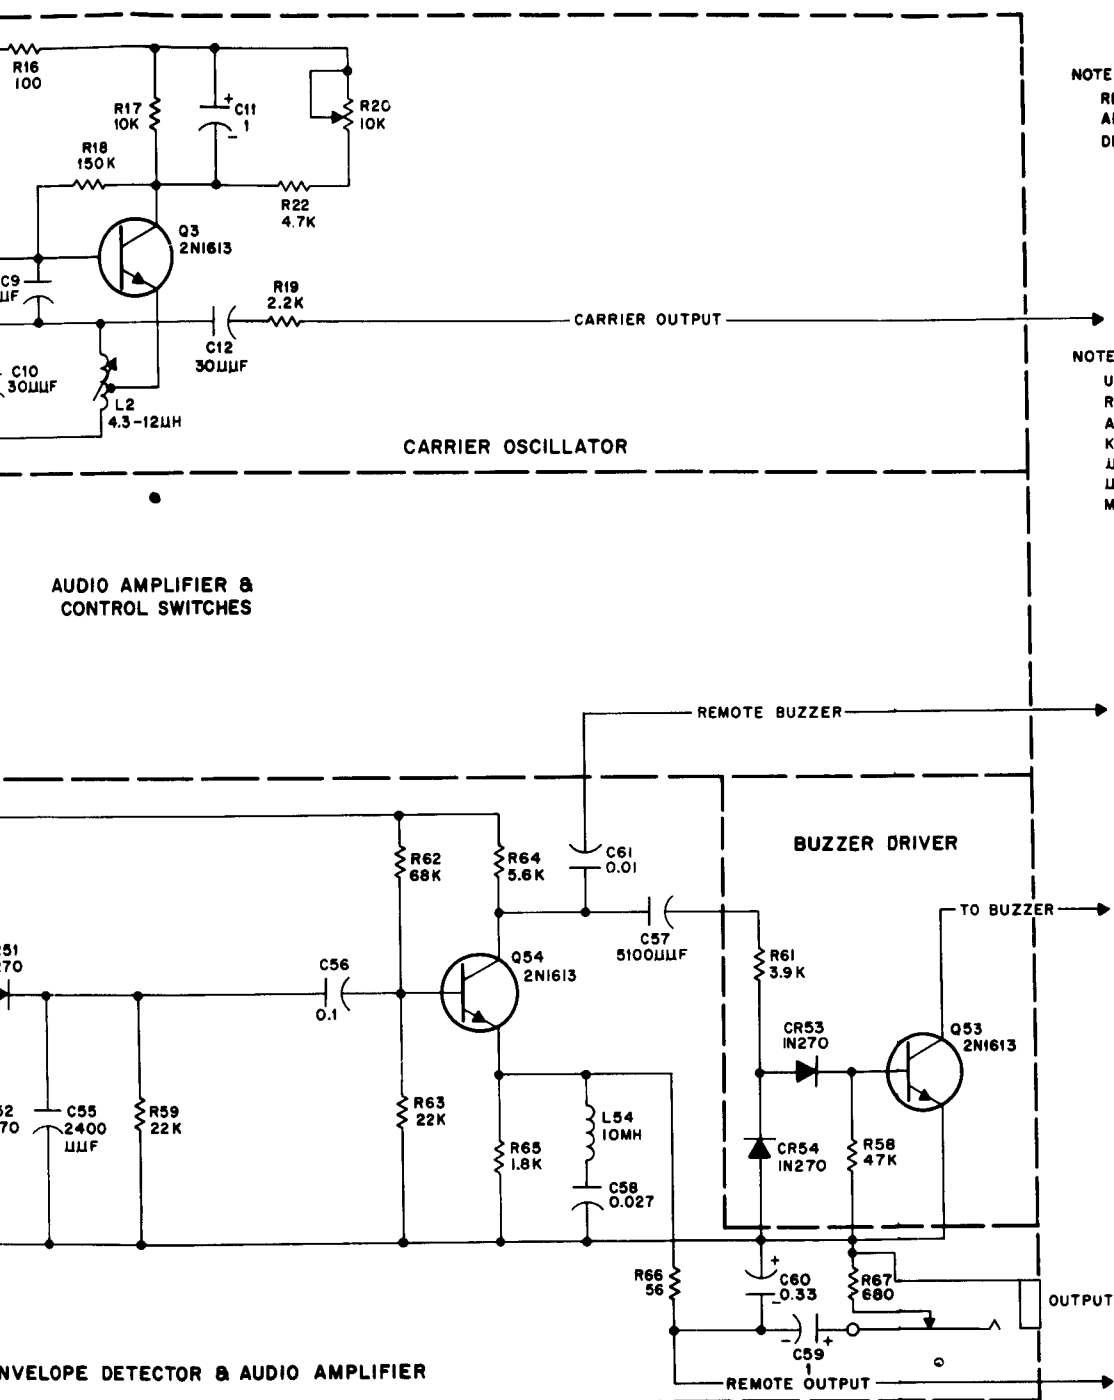 R16
100
R17
10K
C11
1
R20
10K
R18
150K
R22
4.7K
Q3
2N1613
C9
R19
2.2K
CARRIER OUTPUT
C12
30µµF
C10
30µµF
L2
4.3-12µH
CARRIER OSCILLATOR
NOTE
NOTE
AUDIO AMPLIFIER &
CONTROL SWITCHES
REMOTE BUZZER
BUZZER DRIVER
R62
68K
R64
5.6K
C61
0.01
TO BUZZER
C57
5100µµF
R61
3.9K
C56
0.1
Q54
2N1613
CR53
IN270
Q53
2N1613
C55
2400
µµF
R59
22K
R63
22K
R65
1.8K
L54
10MH
C58
0.027
CR54
IN270
R58
47K
R66
56
C60
0.33
R67
680
OUTPUT
C59
1
REMOTE OUTPUT
NVELOPE DETECTOR & AUDIO AMPLIFIER